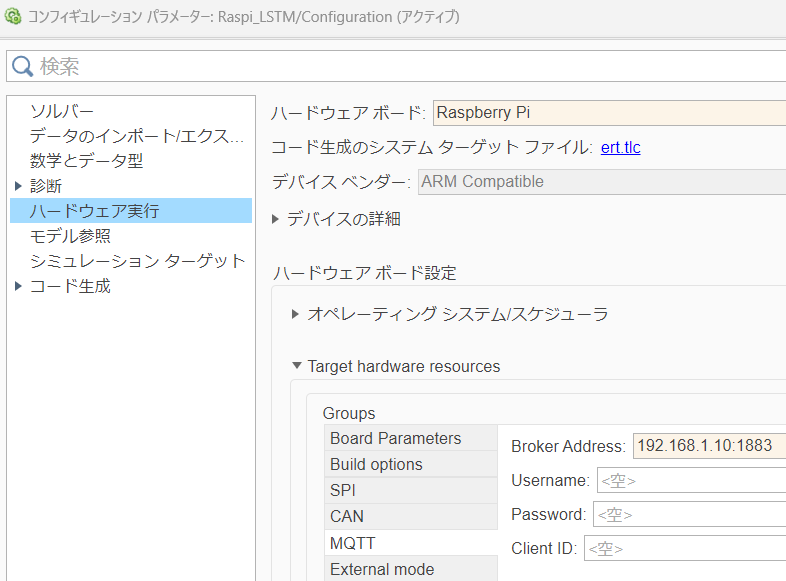 コンフィギュレーション パラメーター: Raspi_LSTM/Configuration (アクティブ)
検索
ソルバー
データのインポート/エクス...
数学とデータ型
診断
ハードウェア実行
モデル参照
シミュレーション ターゲット
コード生成
ハードウェア ボード: Raspberry Pi
コード生成のシステム ターゲット ファイル: ert.tlc
デバイス ベンダー: ARM Compatible
デバイスの詳細
ハードウェア ボード設定
オペレーティング システム/スケジューラ
Target hardware resources
Groups
Board Parameters
Build options
SPI
CAN
MQTT
External mode
Broker Address: 192.168.1.10:1883
Username: <空>
Password: <空>
Client ID: <空>